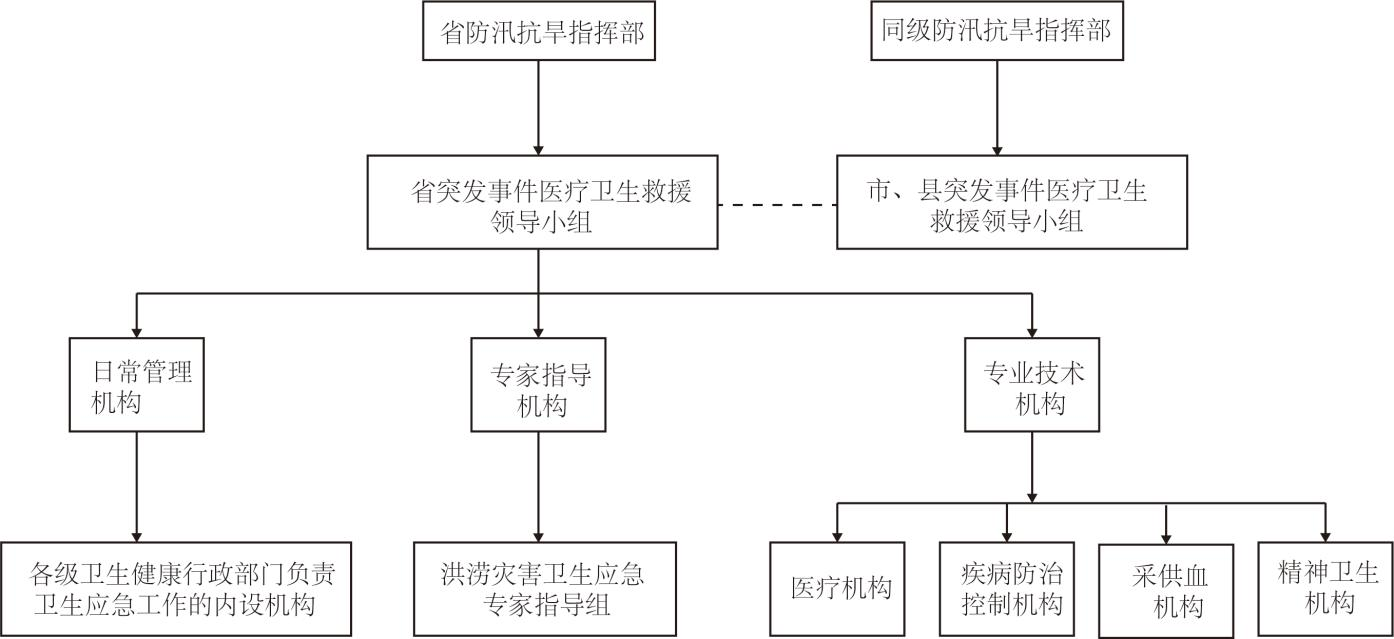 省防汛抗旱指挥部
同级防汛抗旱指挥部
省突发事件医疗卫生救援
领导小组
市、县突发事件医疗卫生
救援领导小组
日常管理
机构
专家指导
机构
专业技术
机构
各级卫生健康行政部门负责
卫生应急工作的内设机构
洪涝灾害卫生应急
专家指导组
医疗机构
疾病防治
控制机构
采供血
机构
精神卫生
机构